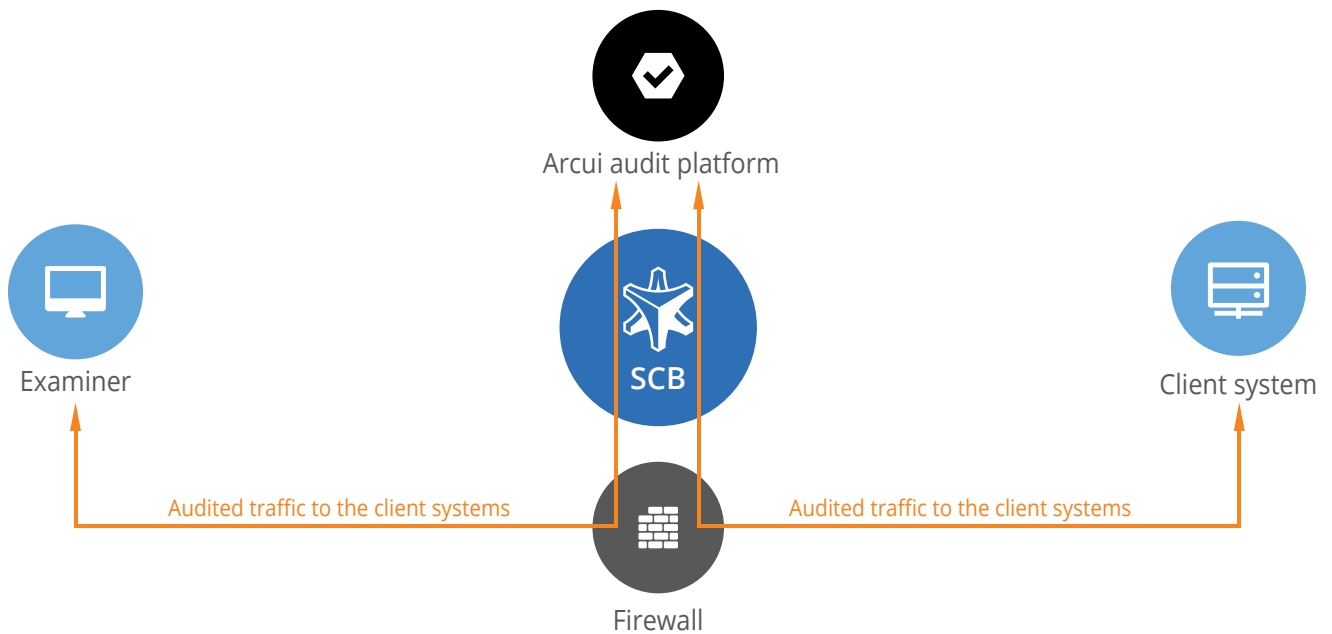 Arcui audit platform
SCB
Examiner
Client system
Audited traffic to the client systems
Audited traffic to the client systems
Firewall